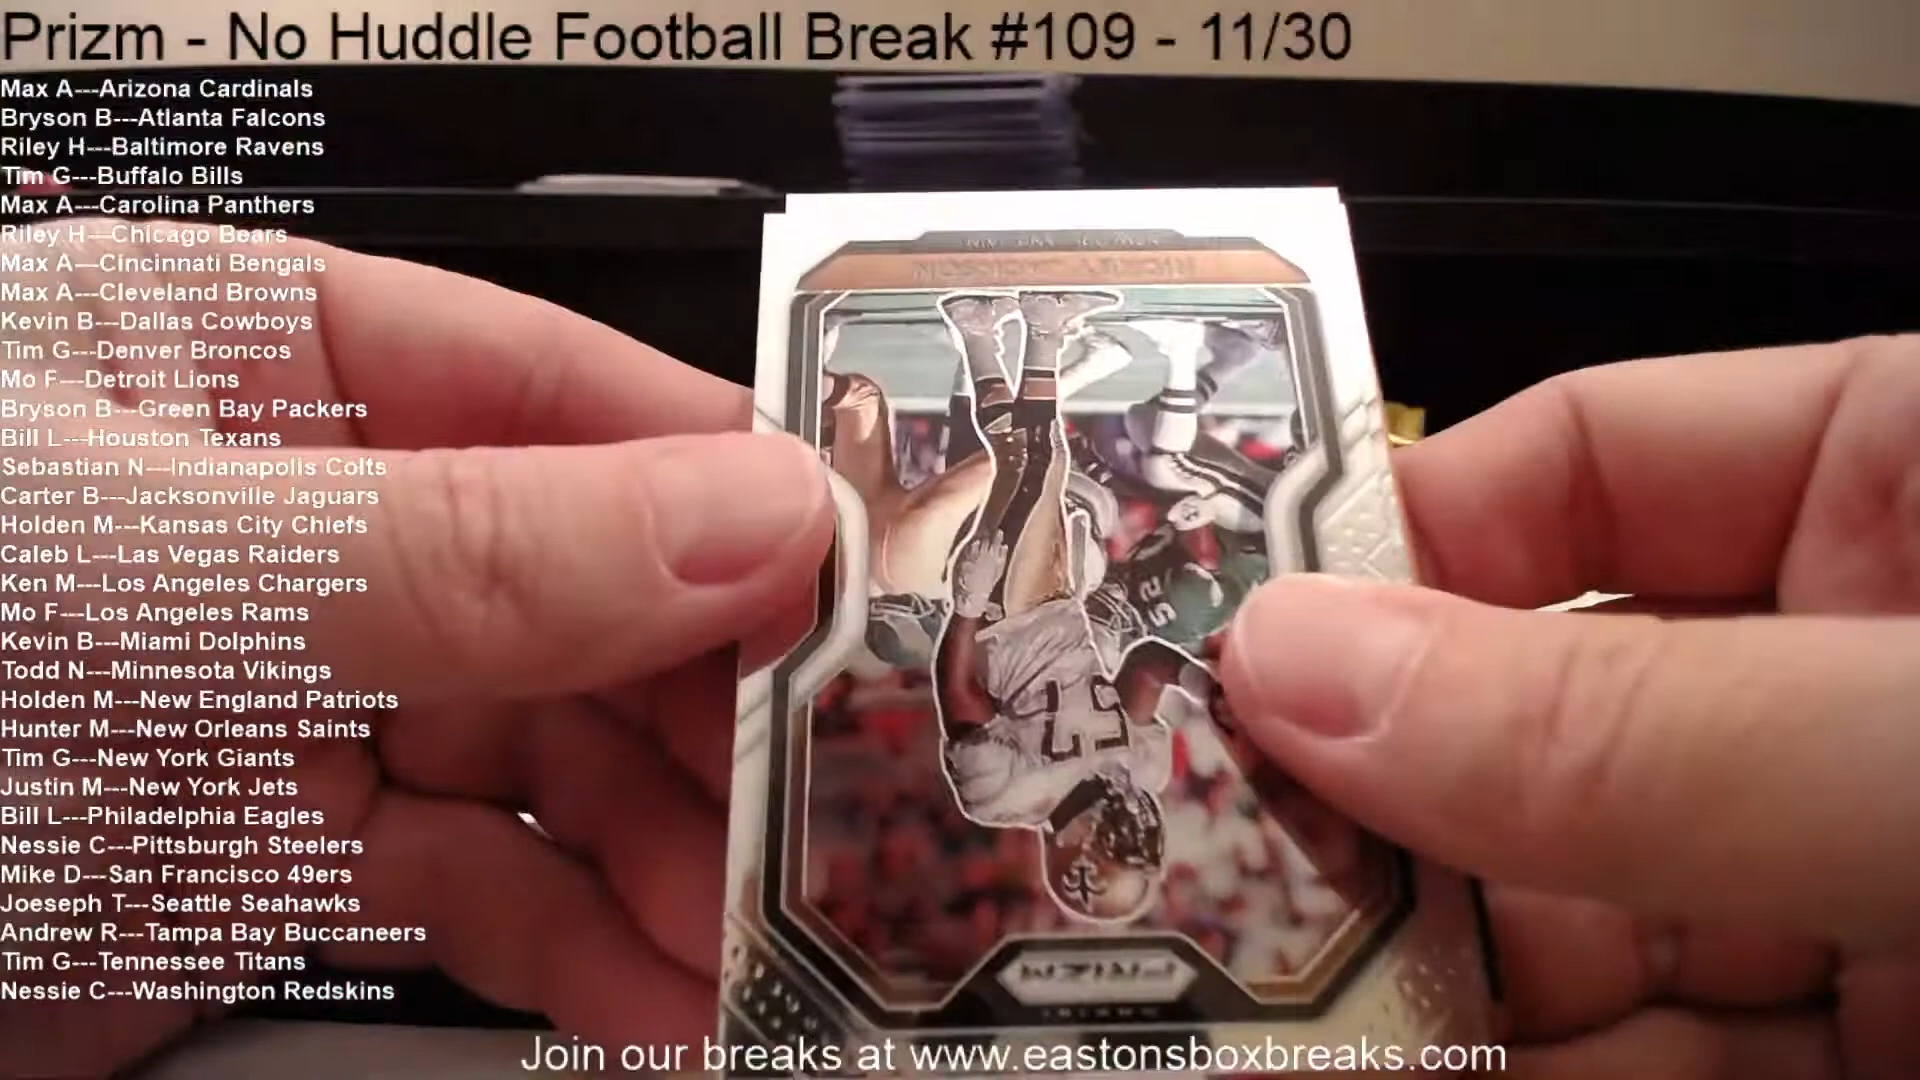 Prizm - No Huddle Football Break #109 - 11/30
Max A---Arizona Cardinals
Bryson B---Atlanta Falcons
Riley H---Baltimore Ravens
Tim G---Buffalo Bills
Max A---Carolina Panthers
Riley H---Chicago Bears
Max A---Cincinnati Bengals
Max A---Cleveland Browns
Kevin B---Dallas Cowboys
Tim G---Denver Broncos
Mo F---Detroit Lions
Bryson B---Green Bay Packers
Bill L---Houston Texans
Sebastian N---Indianapolis Colts
Carter B---Jacksonville Jaguars
Holden M---Kansas City Chiefs
Caleb L---Las Vegas Raiders
Ken M---Los Angeles Chargers
Mo F---Los Angeles Rams
Kevin B---Miami Dolphins
Todd N---Minnesota Vikings
Holden M---New England Patriots
Hunter M---New Orleans Saints
Tim G---New York Giants
Justin M---New York Jets
Bill L---Philadelphia Eagles
Nessie C---Pittsburgh Steelers
Mike D---San Francisco 49ers
Joeseph T---Seattle Seahawks
Andrew R---Tampa Bay Buccaneers
Tim G---Tennessee Titans
Nessie C---Washington Redskins
25
57
PRIZM
Join our breaks at www.eastonsboxbreaks.com